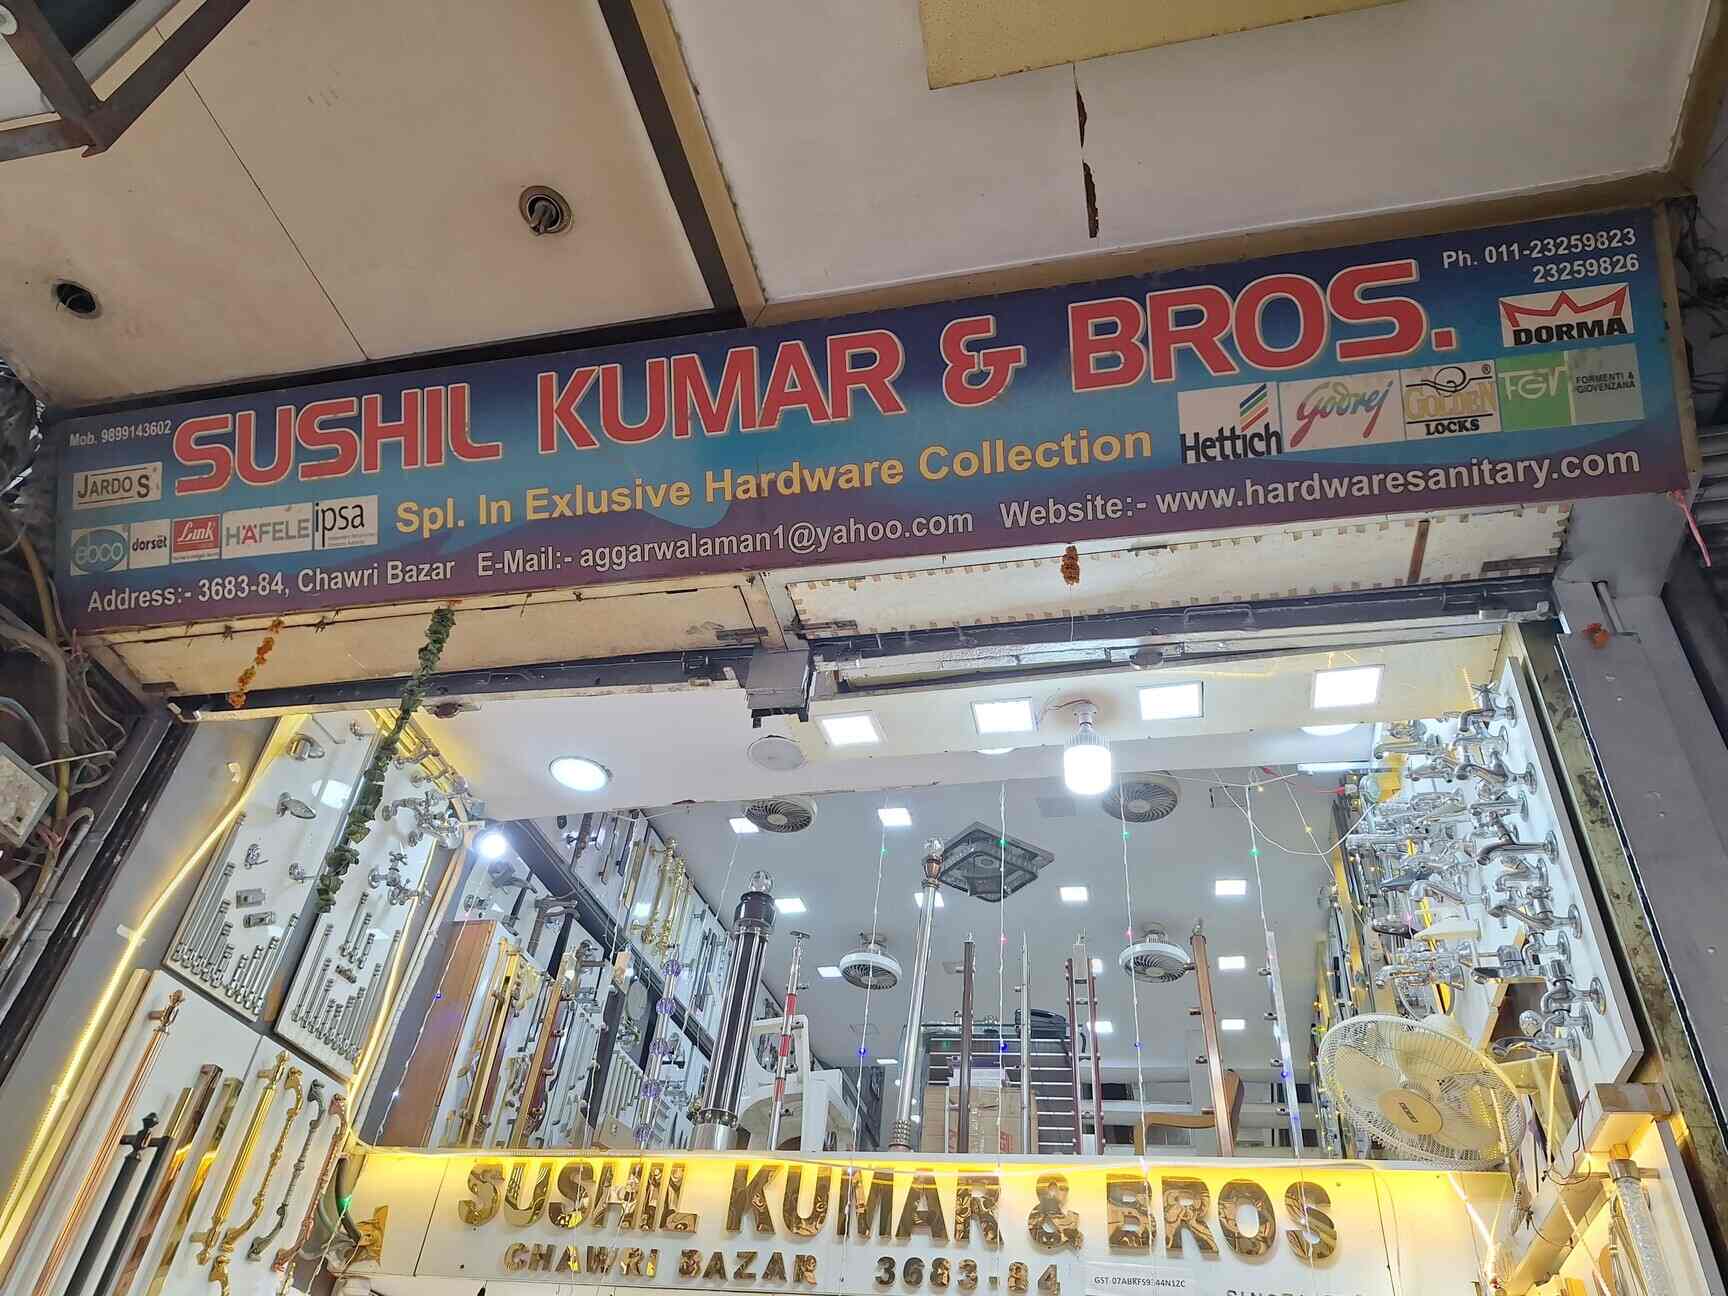 Ph. 011-23259823
23259826
Mob. 9899143602
SUSHIL KUMAR & BROS.
DORMA
JARDOS
Hettich
Godrej
GOLDEN
LOCKS
FGV
FORMENTI &
GIOVENZANA
ebco
dorset
Link
HÄFELE
ipsa
Spl. In Exlusive Hardware Collection
Address:- 3683-84, Chawri Bazar E-Mail:- aggarwalaman1@yahoo.com Website:- www.hardwaresanitary.com
SUSHIL KUMAR & BROS
CHAWRI BAZAR 3683-84